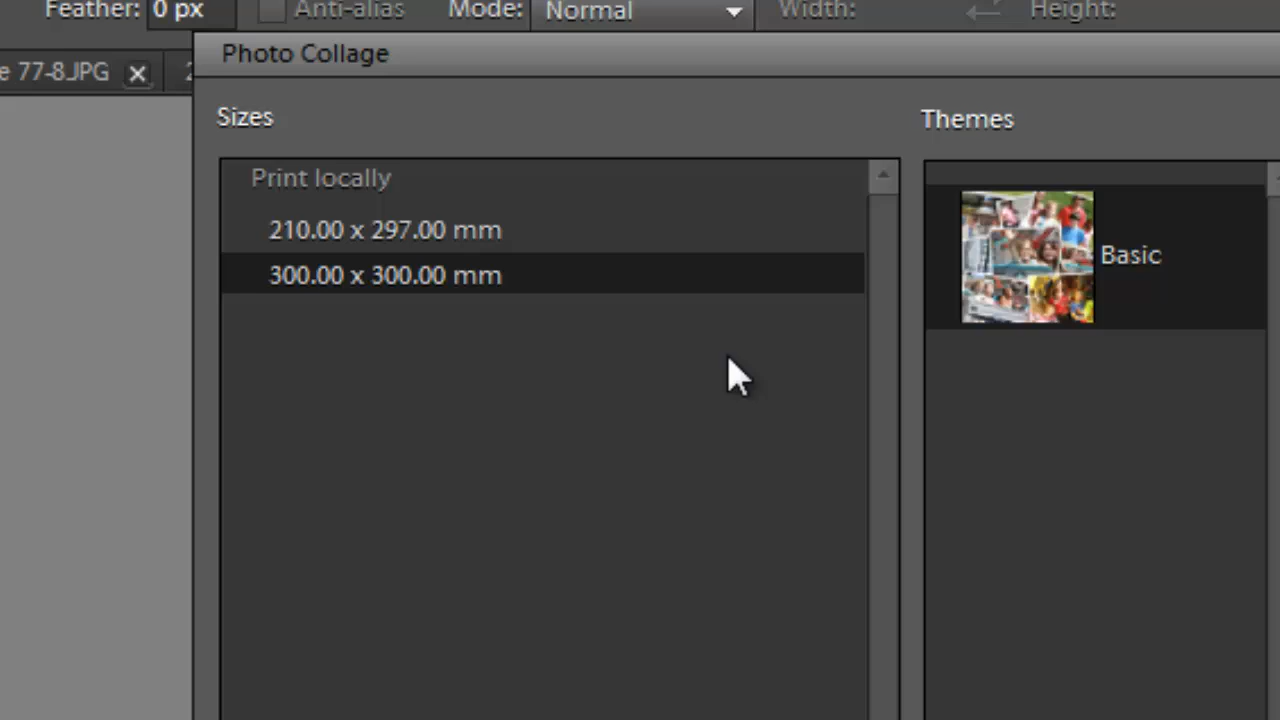 Feather: 0 px Anti-alias Mode: Normal Width: Height:
e 77-8.JPG
Photo Collage
Sizes
Themes
Print locally
210.00 x 297.00 mm
300.00 x 300.00 mm
Basic